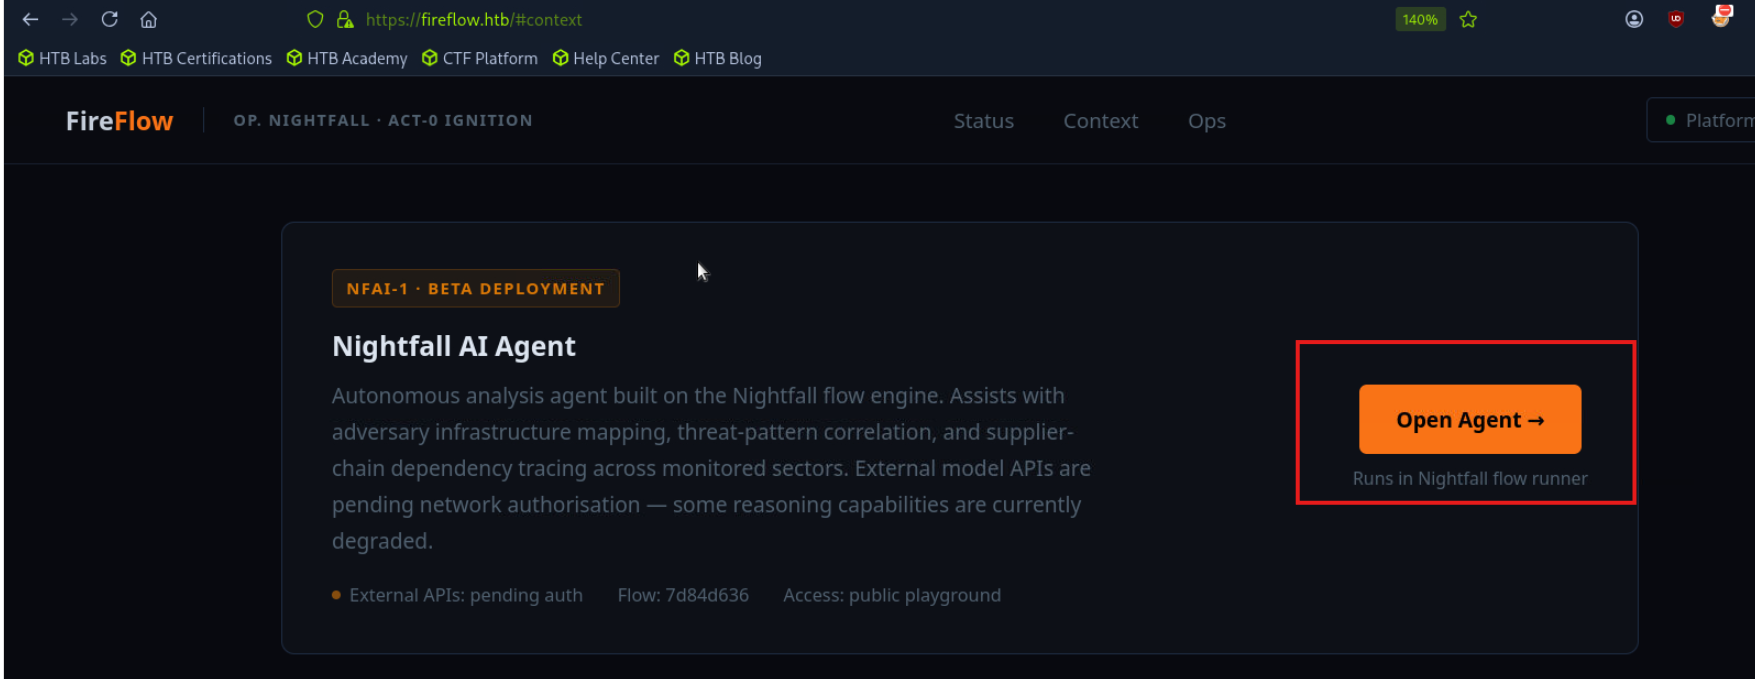 https://fireflow.htb/#context
140%
HTB Labs HTB Certifications HTB Academy CTF Platform Help Center HTB Blog
FireFlow OP. NIGHTFALL · ACT-0 IGNITION Status Context Ops Platform
NFAI-1 · BETA DEPLOYMENT
Nightfall AI Agent
Autonomous analysis agent built on the Nightfall flow engine. Assists with
adversary infrastructure mapping, threat-pattern correlation, and supplier-
chain dependency tracing across monitored sectors. External model APIs are
pending network authorisation — some reasoning capabilities are currently
degraded.
Open Agent →
Runs in Nightfall flow runner
External APIs: pending auth Flow: 7d84d636 Access: public playground